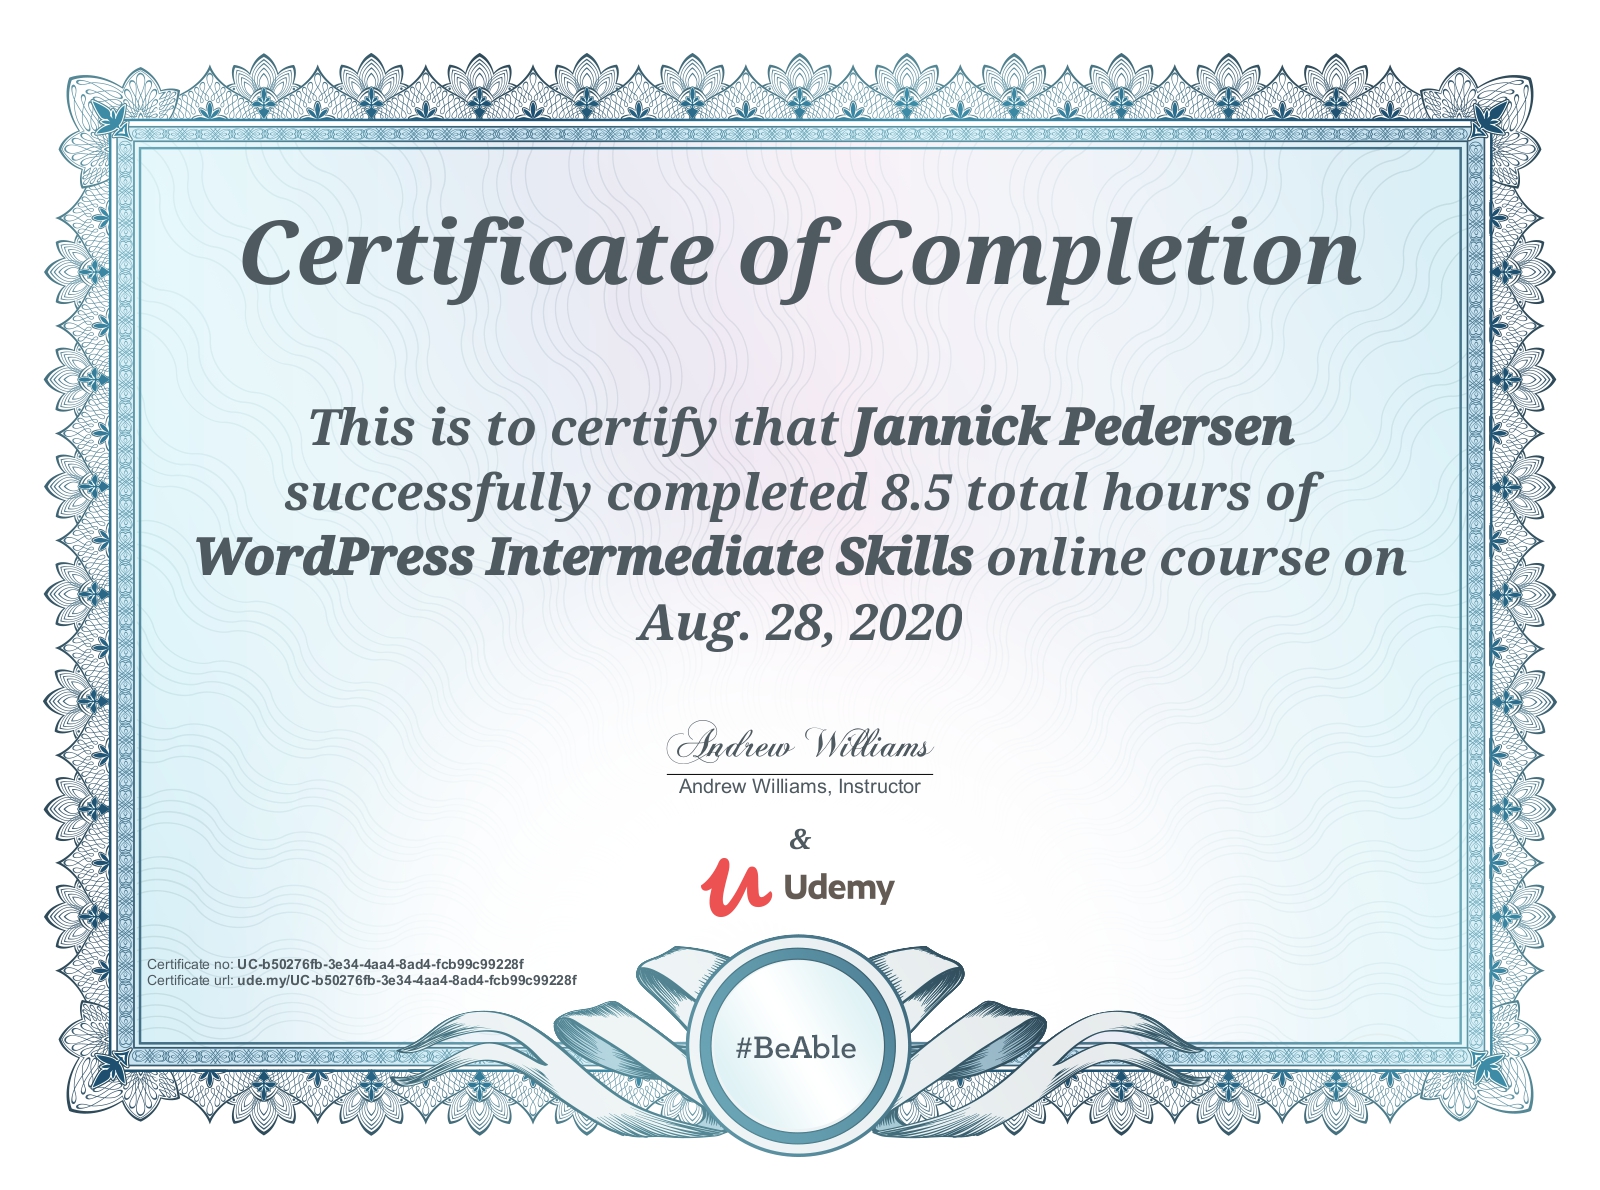 Certificate of Completion
This is to certify that Jannick Pedersen
successfully completed 8.5 total hours of
WordPress Intermediate Skills online course on
Aug. 28, 2020
Andrew Williams
Andrew Williams, Instructor
&
Udemy
Certificate no: UC-b50276fb-3e34-4aa4-8ad4-fcb99c99228f
Certificate url: ude.my/UC-b50276fb-3e34-4aa4-8ad4-fcb99c99228f
#BeAble